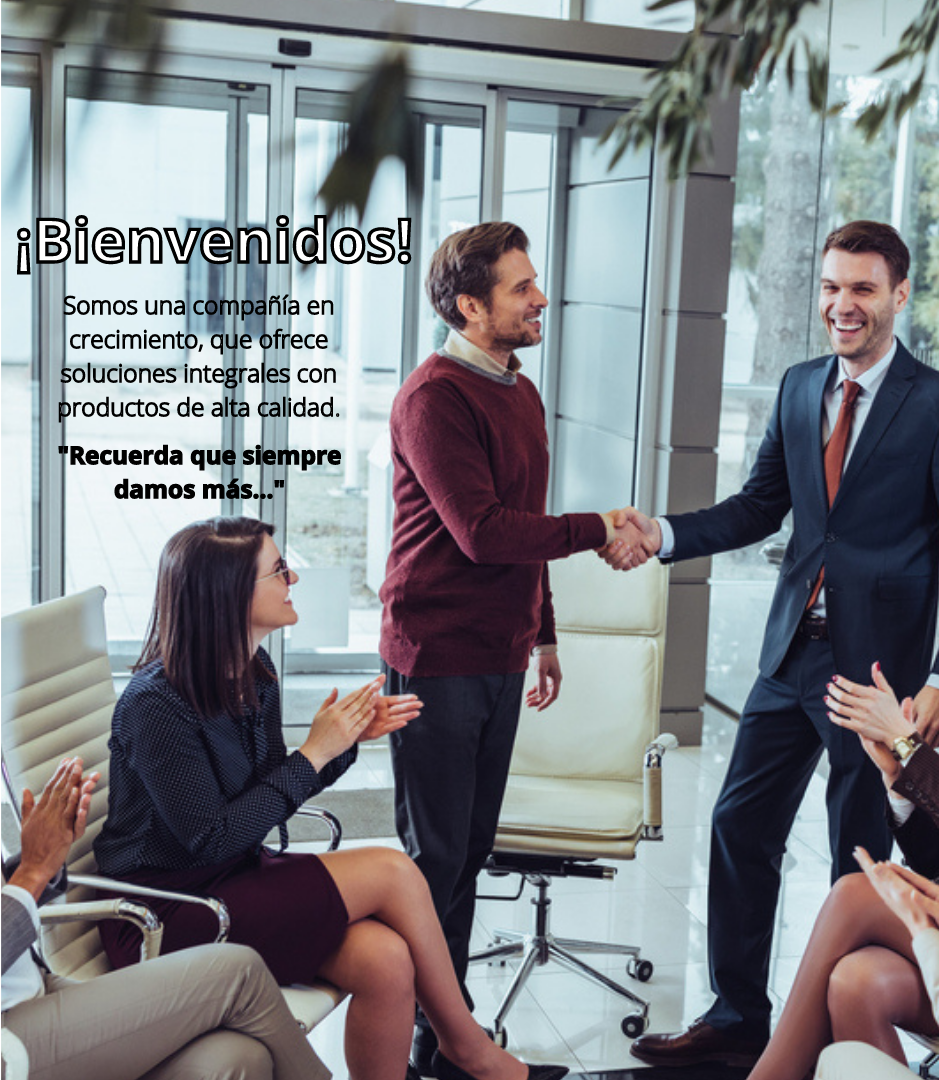 ¡Bienvenidos!
Somos una compañía en
crecimiento, que ofrece
soluciones integrales con
productos de alta calidad.
"Recuerda que siempre
damos más..."